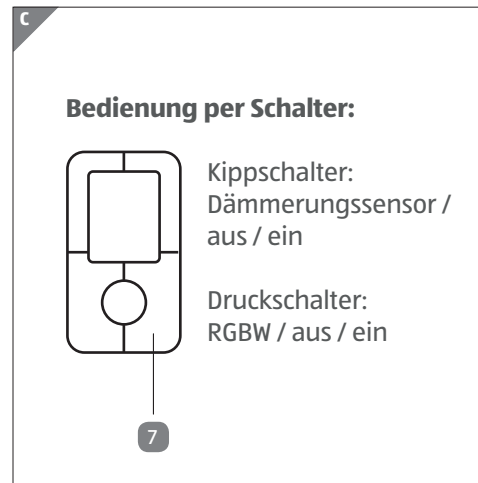 C
Bedienung per Schalter:
Kippschalter:
Dämmerungssensor /
aus / ein
Druckschalter:
RGBW / aus / ein
7